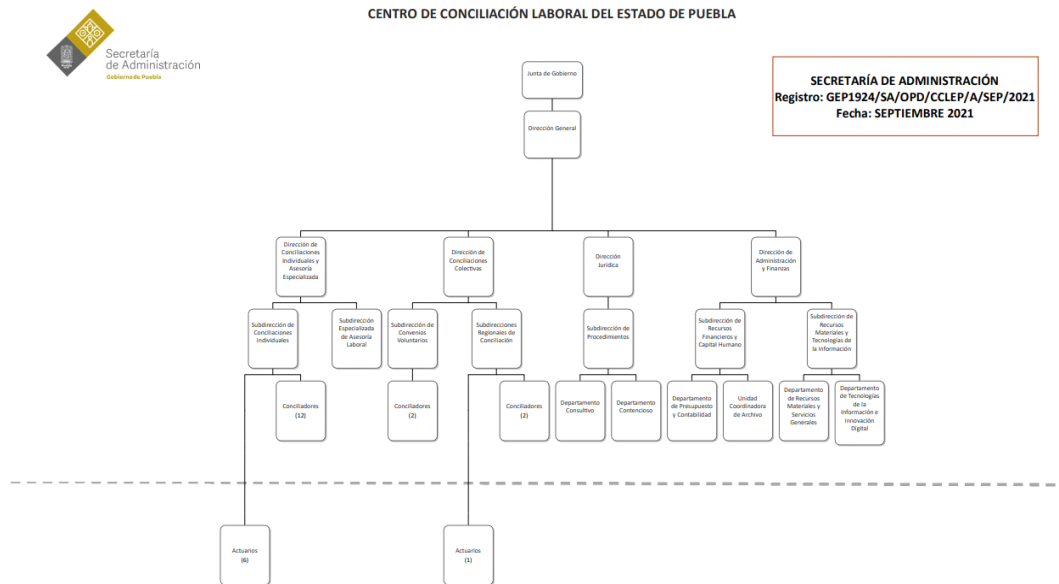 CENTRO DE CONCILIACIÓN LABORAL DEL ESTADO DE PUEBLA
Secretaría
de Administración
Gobierno de Puebla
SECRETARÍA DE ADMINISTRACIÓN
Registro: GEP1924/SA/OPD/CCLEP/A/SEP/2021
Fecha: SEPTIEMBRE 2021
Junta de Gobierno
Dirección General
Dirección de
Conciliaciones
Individuales y
Asesoría
Especializada
Dirección de
Conciliaciones
Colectivas
Dirección
Jurídica
Dirección de
Administración
y Finanzas
Subdirección de
Conciliaciones
Individuales
Subdirección
Especializada
de Asesoría
Laboral
Subdirección de
Convenios
Voluntarios
Subdirecciones
Regionales de
Conciliación
Subdirección de
Procedimientos
Subdirección de
Recursos
Financieros y
Capital Humano
Subdirección de
Recursos
Materiales y
Tecnologías de
la Información
Conciliadores
(12)
Conciliadores
(2)
Conciliadores
(2)
Departamento
Consultivo
Departamento
Contencioso
Departamento
de Presupuesto
y Contabilidad
Unidad
Coordinadora
de Archivo
Departamento
de Recursos
Materiales y
Servicios
Generales
Departamento
de Tecnologías
de la
Información e
Innovación
Digital
Actuarios
(6)
Actuarios
(1)